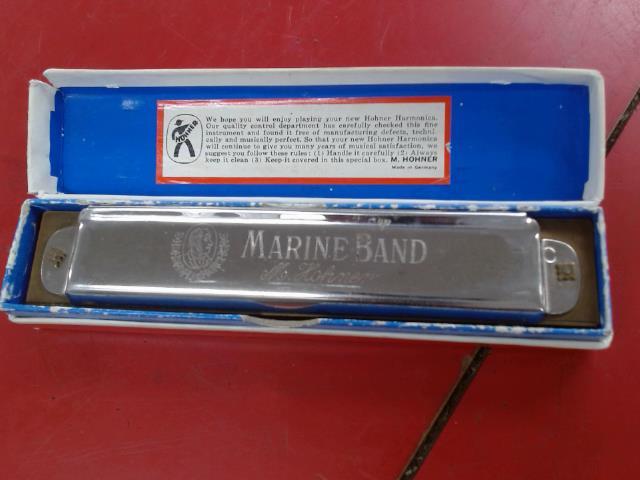 HOHNER
We hope you will enjoy playing your new Hohner Harmonica.
Our quality control department has carefully checked this fine
instrument and found it free of manufacturing defects, techni-
cally and musically perfect. So that your new Hohner Harmonica
will continue to give you many years of musical satisfaction, we
suggest you follow these rules: (1) Handle it carefully (2) Always
keep it clean (3) Keep it covered in this special box. M. HOHNER
Made in Germany
MARINE BAND
M. Hohner
C